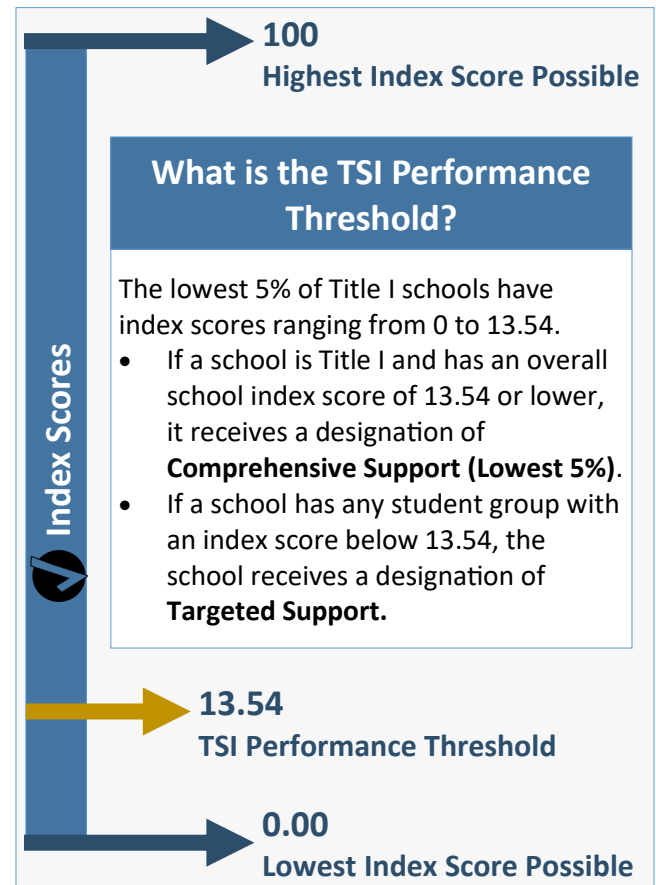 100
Highest Index Score Possible
What is the TSI Performance
Threshold?
The lowest 5% of Title I schools have
index scores ranging from 0 to 13.54.
• If a school is Title I and has an overall
school index score of 13.54 or lower,
it receives a designation of
Comprehensive Support (Lowest 5%).
• If a school has any student group with
an index score below 13.54, the
school receives a designation of
Targeted Support.
Index Scores
13.54
TSI Performance Threshold
0.00
Lowest Index Score Possible